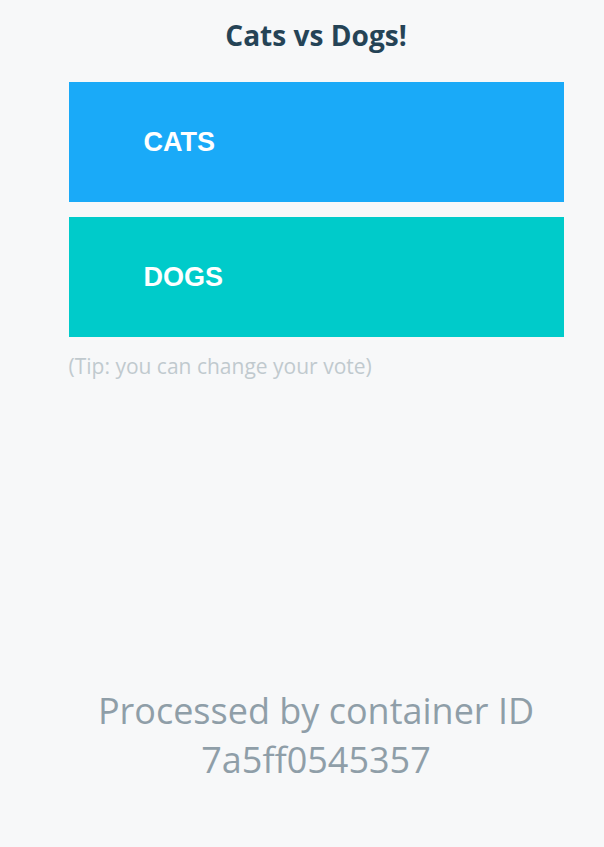 Cats vs Dogs!
CATS
DOGS
(Tip: you can change your vote)
Processed by container ID
7a5ff0545357